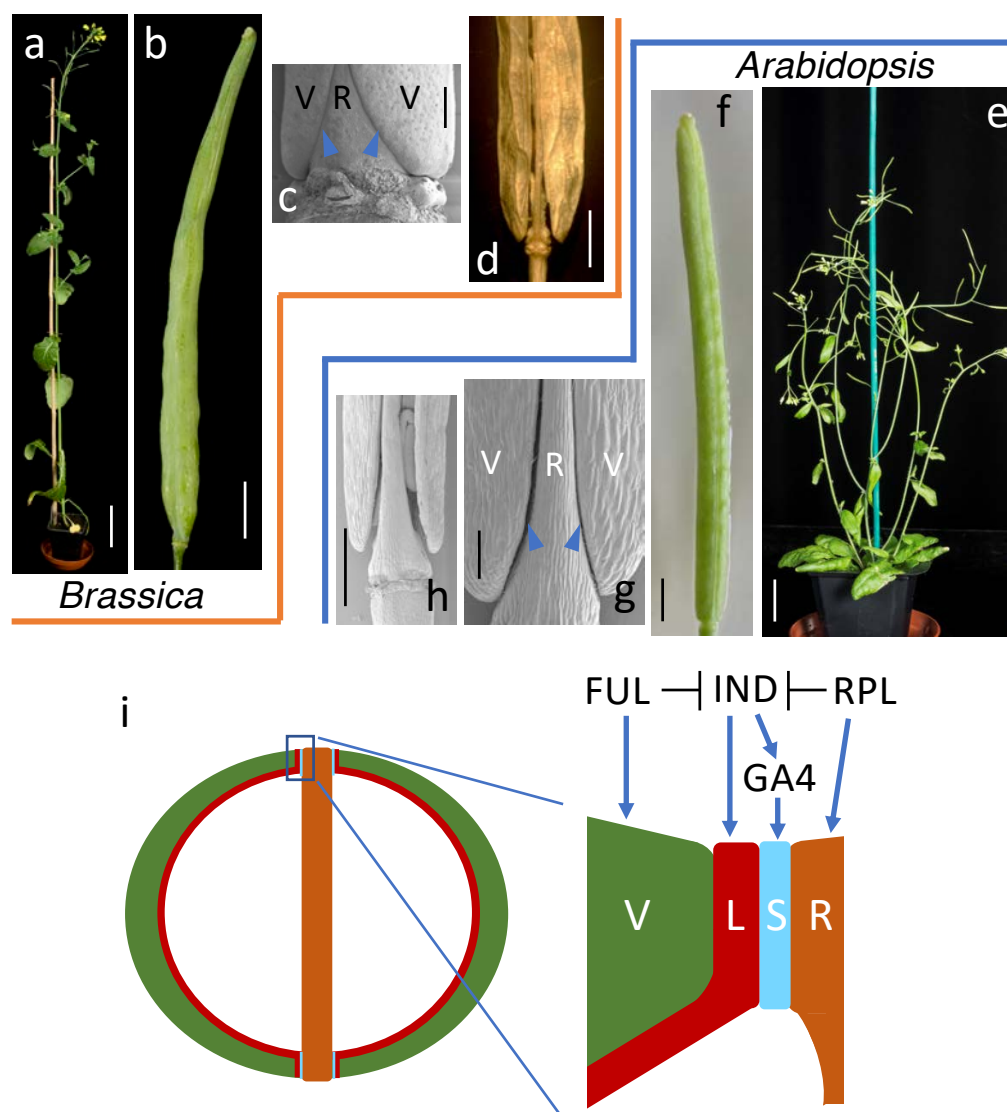 a
b
V R V
c
d
Brassica
Arabidopsis
f
e
h
V R V
g
i
FUL IND RPL
GA4
V L S R